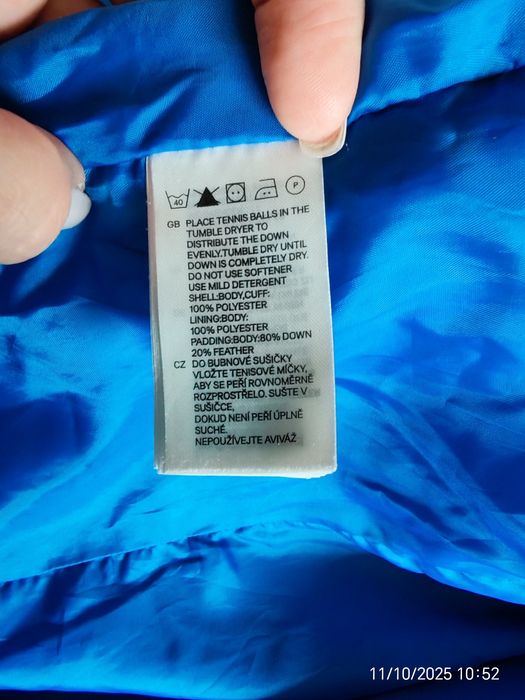 40 P
GB PLACE TENNIS BALLS IN THE
TUMBLE DRYER TO
DISTRIBUTE THE DOWN
EVENLY.TUMBLE DRY UNTIL
DOWN IS COMPLETELY DRY.
DO NOT USE SOFTENER
USE MILD DETERGENT
SHELL:BODY,CUFF:
100% POLYESTER
LINING:BODY:
100% POLYESTER
PADDING:BODY:80% DOWN
20% FEATHER
CZ DO BUBNOVÉ SUŠIČKY
VLOŽTE TENISOVÉ MÍČKY,
ABY SE PEŘÍ ROVNOMĚRNĚ
ROZPROSTŘELO. SUŠTE V
SUŠIČCE,
DOKUD NENÍ PEŘÍ ÚPLNĚ
SUCHÉ.
NEPOUŽÍVEJTE AVIVÁŽ
11/10/2025 10:52